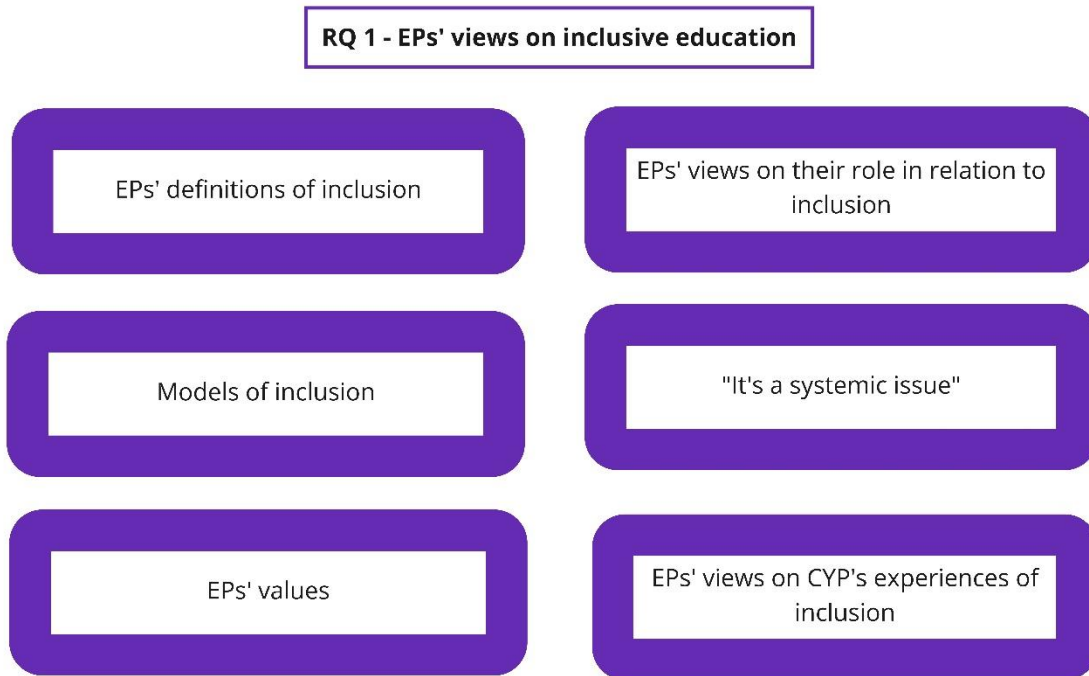 RQ 1 - EPs' views on inclusive education
EPs' definitions of inclusion
EPs' views on their role in relation to
inclusion
Models of inclusion
"It's a systemic issue"
EPs' values
EPs' views on CYP's experiences of
inclusion